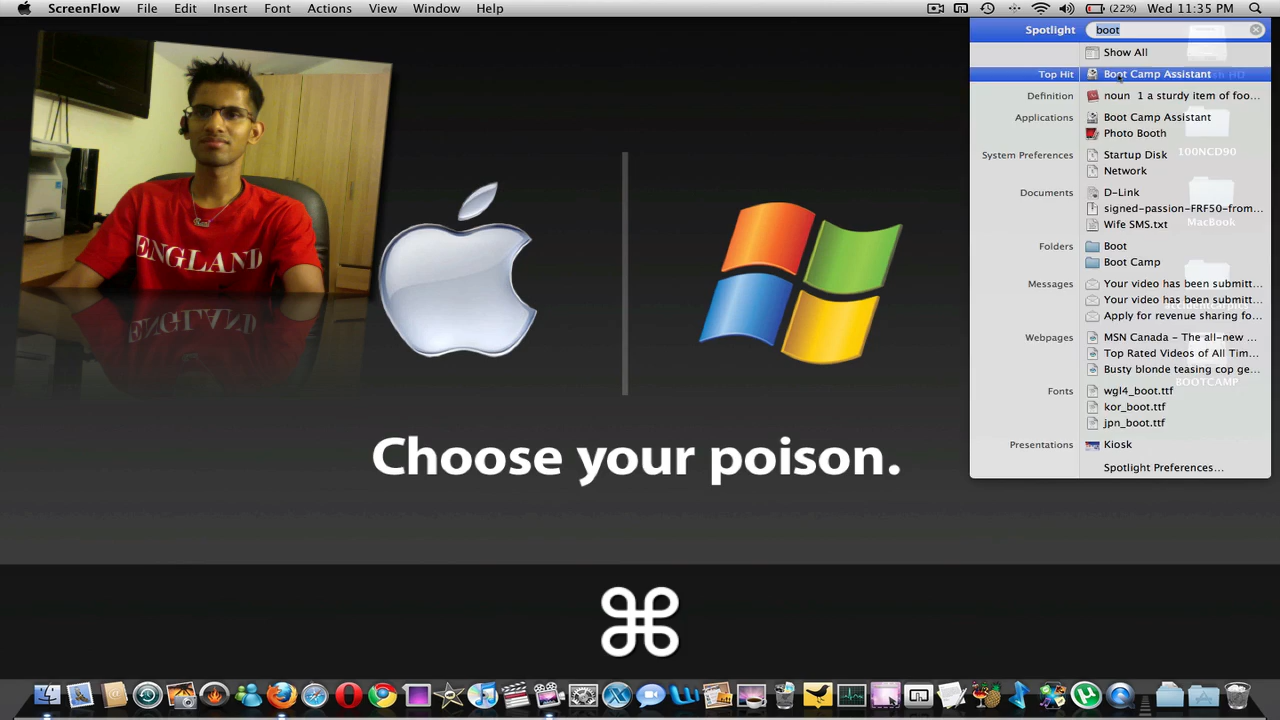 ScreenFlow File Edit Insert Font Actions View Window Help (22%) Wed 11:35 PM
Spotlight boot
Show All
Top Hit Boot Camp Assistant
Definition noun 1 a sturdy item of foo...
Applications Boot Camp Assistant
Photo Booth
100NCD90
System Preferences Startup Disk
Network
Documents D-Link
signed-passion-FRF50-from...
Wife SMS.txt
MacBook
Folders Boot
Boot Camp
Messages Your video has been submitt...
Your video has been submitt...
Apply for revenue sharing fo...
Webpages MSN Canada - The all-new ...
Top Rated Videos of All Tim...
Busty blonde teasing cop ge...
BOOTCAMP
Fonts wgl4_boot.ttf
kor_boot.ttf
jpn_boot.ttf
Presentations Kiosk
Spotlight Preferences...
ENGLAND
Choose your poison.